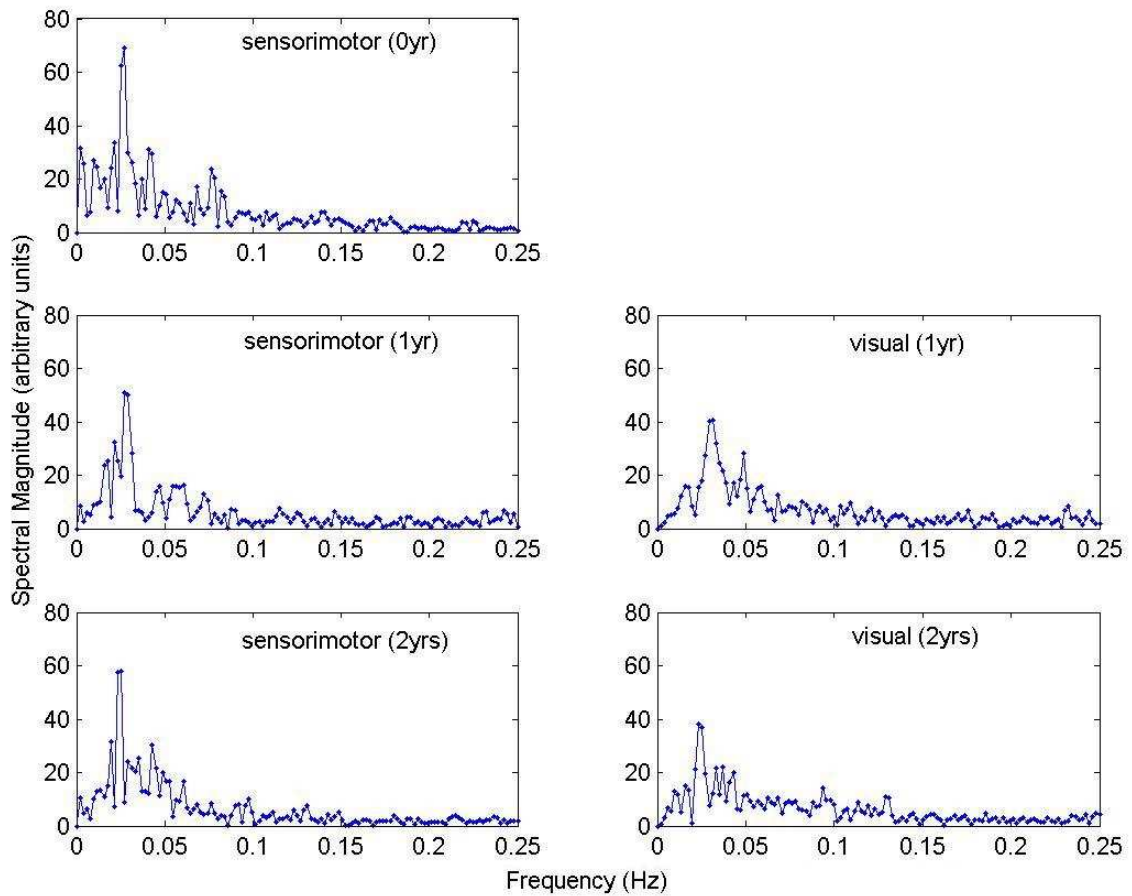 Spectral Magnitude (arbitrary units)
sensorimotor (0yr)
80
60
40
20
0
0 0.05 0.1 0.15 0.2 0.25
sensorimotor (1yr)
80
60
40
20
0
0 0.05 0.1 0.15 0.2 0.25
visual (1yr)
80
60
40
20
0
0 0.05 0.1 0.15 0.2 0.25
sensorimotor (2yrs)
80
60
40
20
0
0 0.05 0.1 0.15 0.2 0.25
visual (2yrs)
80
60
40
20
0
0 0.05 0.1 0.15 0.2 0.25
Frequency (Hz)